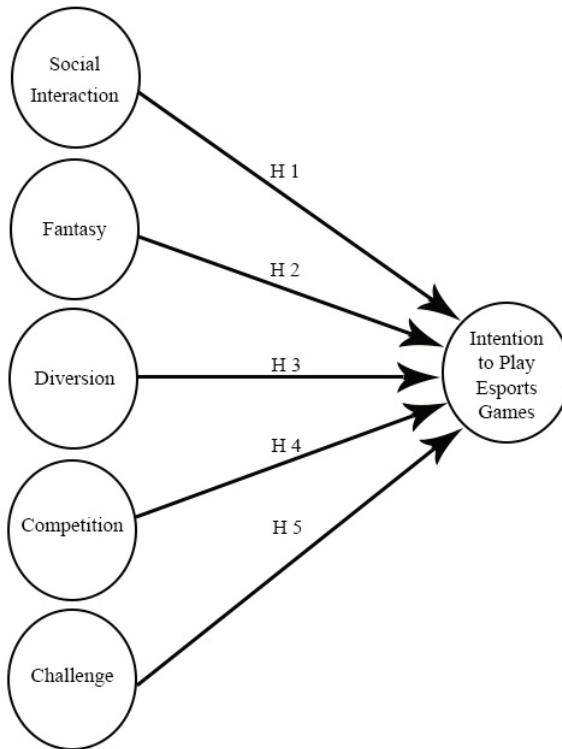 Social
Interaction
H 1
Fantasy
H 2
Diversion
H 3
Intention
to Play
Esports
Games
Competition
H 4
H 5
Challenge